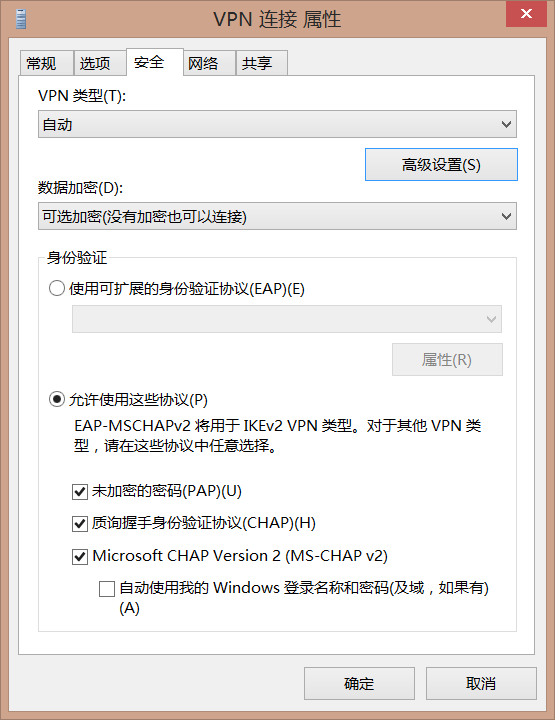 VPN 连接 属性
常规
选项
安全
网络
共享
VPN 类型(T):
自动
高级设置(S)
数据加密(D):
可选加密(没有加密也可以连接)
身份验证
使用可扩展的身份验证协议(EAP)(E)
属性(R)
允许使用这些协议(P)
EAP-MSCHAPv2 将用于 IKEv2 VPN 类型。对于其他 VPN 类
型，请在这些协议中任意选择。
未加密的密码(PAP)(U)
质询握手身份验证协议(CHAP)(H)
Microsoft CHAP Version 2 (MS-CHAP v2)
自动使用我的 Windows 登录名称和密码(及域，如果有)
(A)
确定
取消